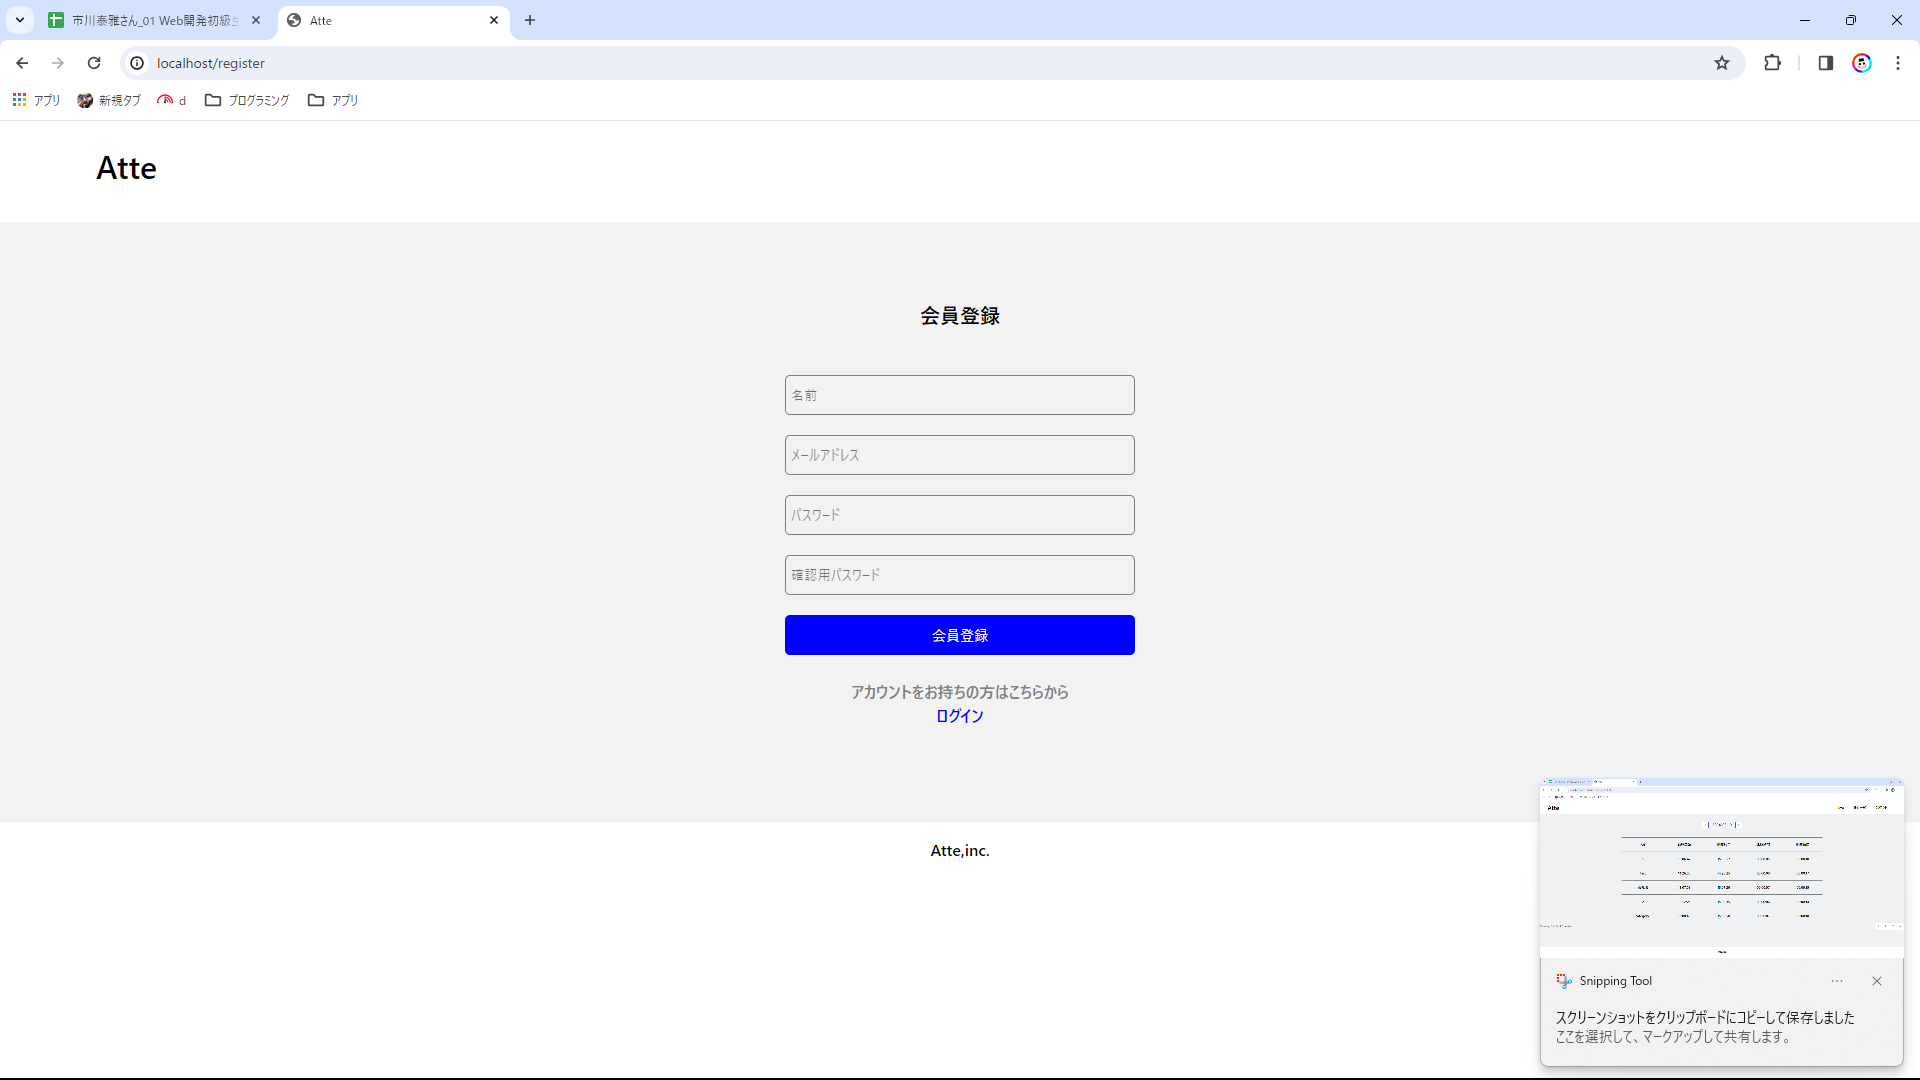 市川泰雅さん_01 Web開発初級
Atte
localhost/register
アプリ
新規タブ
d
プログラミング
アプリ
Atte
会員登録
名前
メールアドレス
パスワード
確認用パスワード
会員登録
アカウントをお持ちの方はこちらから
ログイン
Atte,inc.
Atte
Snipping Tool
スクリーンショットをクリップボードにコピーして保存しました
ここを選択して、マークアップして共有します。